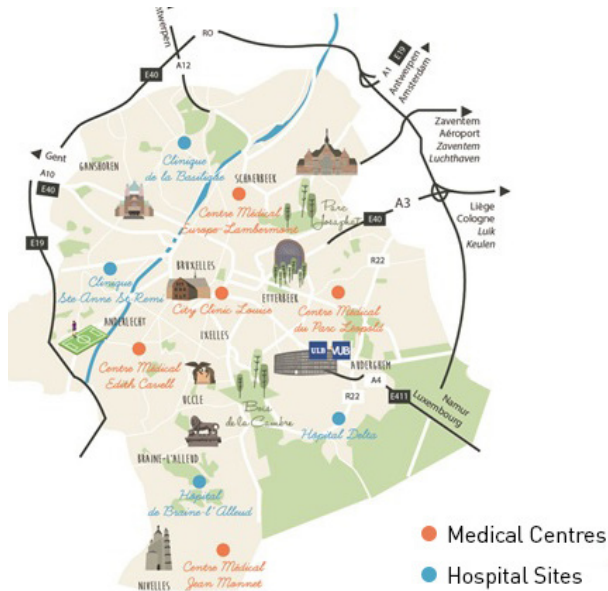 Antwerpen
RO
A12
E40
A1
E19
Antwerpen
Amsterdam
Zaventem
Aéroport
Zaventem
Luchthaven
Gent
A10
E40
GANSHOREN
Clinique
de la Basilique
SCHAERBEEK
Centre Médical
Europe-Lambermont
Parc
Josaphat
A3
E40
Liège
Cologne
Luik
Keulen
E19
R22
BRUXELLES
Clinique
Ste-Anne St-Remi
City Clinic Louise
ETTERBEEK
Centre Médical
du Parc Léopold
ANDERLECHT
IXELLES
Centre Médical
Edith Cavell
ULB
VUB
AUDERGHEM
A4
E411
R22
Namur
Luxembourg
UCCLE
Bois
de la Cambre
Hôpital Delta
BRAINE-L'ALLEUD
Hôpital
de Braine-l'Alleud
Centre Médical
Jean Monnet
NIVELLES
Medical Centres
Hospital Sites